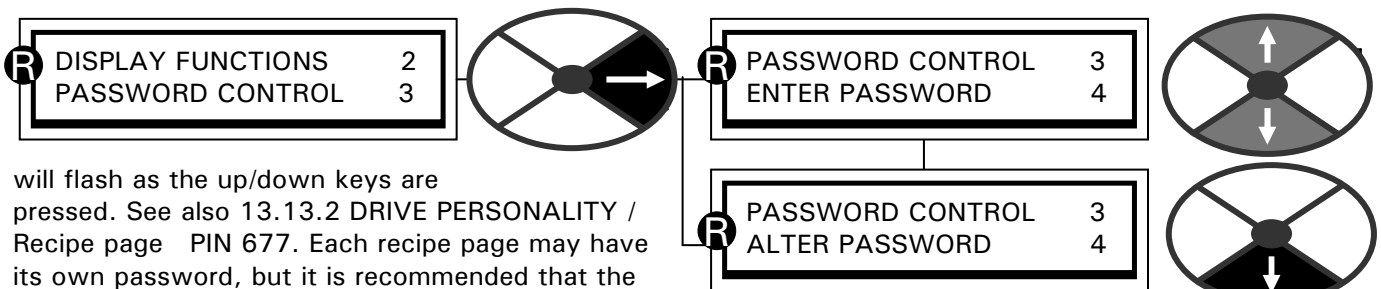 R DISPLAY FUNCTIONS 2
PASSWORD CONTROL 3
R PASSWORD CONTROL 3
ENTER PASSWORD 4
R PASSWORD CONTROL 3
ALTER PASSWORD 4
will flash as the up/down keys are
pressed. See also 13.13.2 DRIVE PERSONALITY /
Recipe page PIN 677. Each recipe page may have
its own password, but it is recommended that the